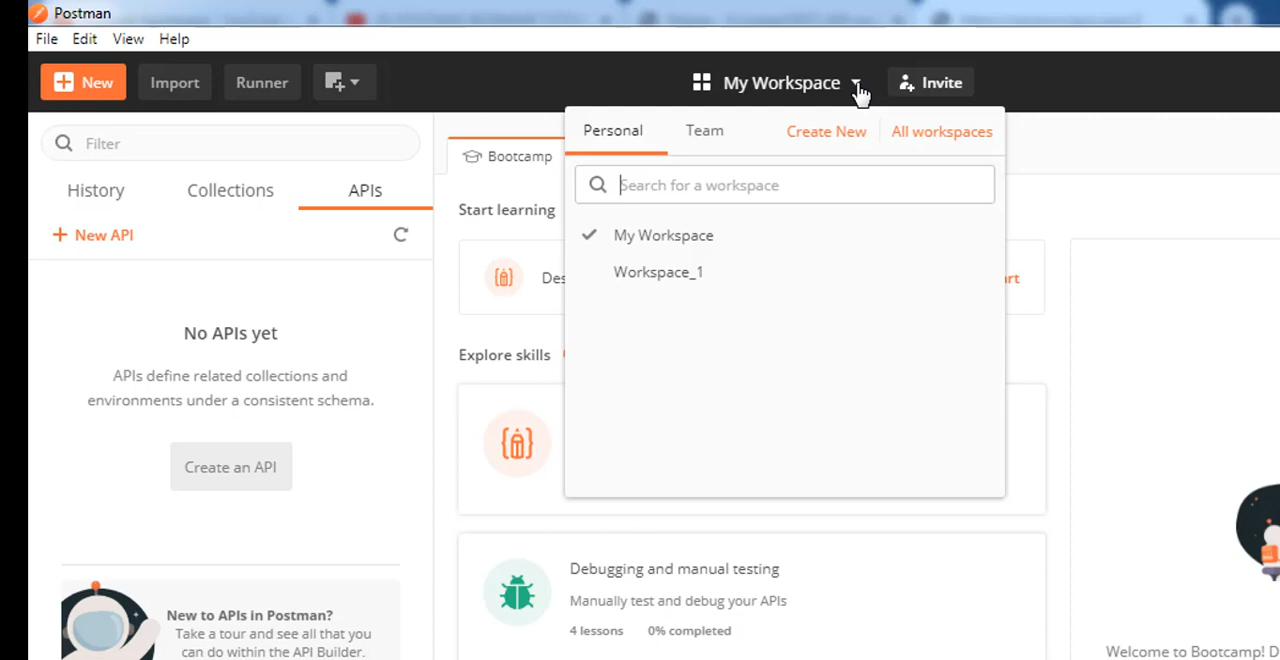 Postman
File Edit View Help
New Import Runner My Workspace Invite
Filter
History Collections APIs
New API
No APIs yet
APIs define related collections and
environments under a consistent schema.
Create an API
New to APIs in Postman?
Take a tour and see all that you
can do within the API Builder.
Bootcamp
Start learning
Des
Explore skills
Personal Team Create New All workspaces
Search for a workspace
My Workspace
Workspace_1
art
Debugging and manual testing
Manually test and debug your APIs
4 lessons 0% completed
Welcome to Bootcamp! D